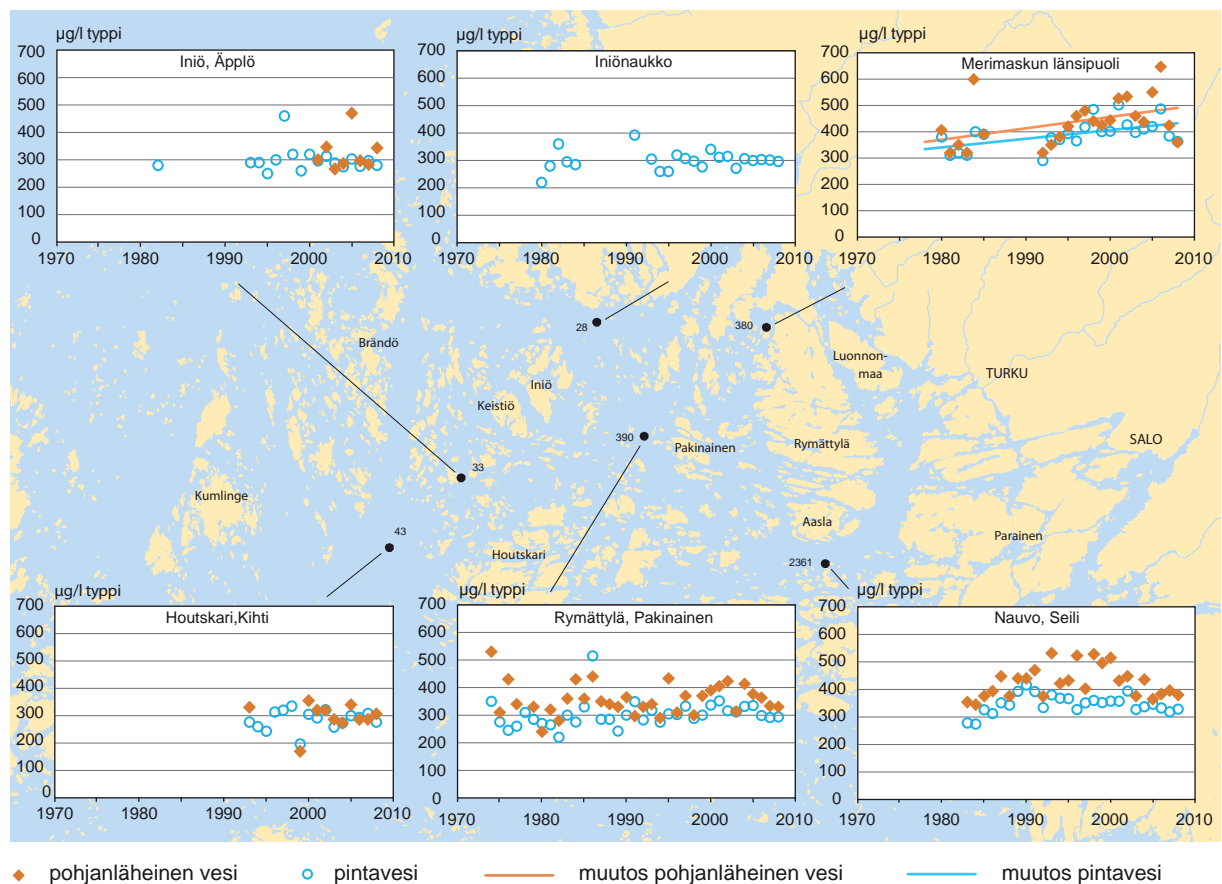 µg/l typpi
Iniö, Äpplö
700
600
500
400
300
200
100
0
1970
1980
1990
2000
2010
µg/l typpi
Iniönaukko
700
600
500
400
300
200
100
0
1970
1980
1990
2000
2010
µg/l typpi
Merimaskun länsipuoli
700
600
500
400
300
200
100
0
1970
1980
1990
2000
2010
28
380
Brändö
Luonnon-
maa
TURKU
Iniö
Keistiö
390
Pakinainen
Rymättylä
SALO
33
Kumlinge
43
Aasla
Parainen
Houtskari
2361
µg/l typpi
Houtskari,Kihti
700
600
500
400
300
200
100
0
1970
1980
1990
2000
2010
µg/l typpi
Rymättylä, Pakinainen
700
600
500
400
300
200
100
0
1970
1980
1990
2000
2010
µg/l typpi
Nauvo, Seili
700
600
500
400
300
200
100
0
1970
1980
1990
2000
2010
pohjanläheinen vesi
pintavesi
muutos pohjanläheinen vesi
muutos pintavesi